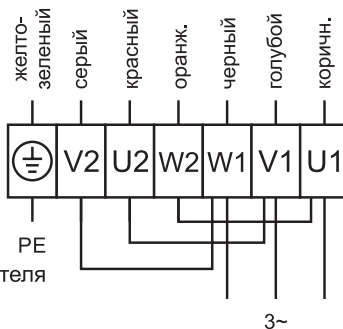 желто-
зеленый
серый
красный
оранж.
черный
голубой
коричн.
V2 U2 W2 W1 V1 U1
PE
теля
3~